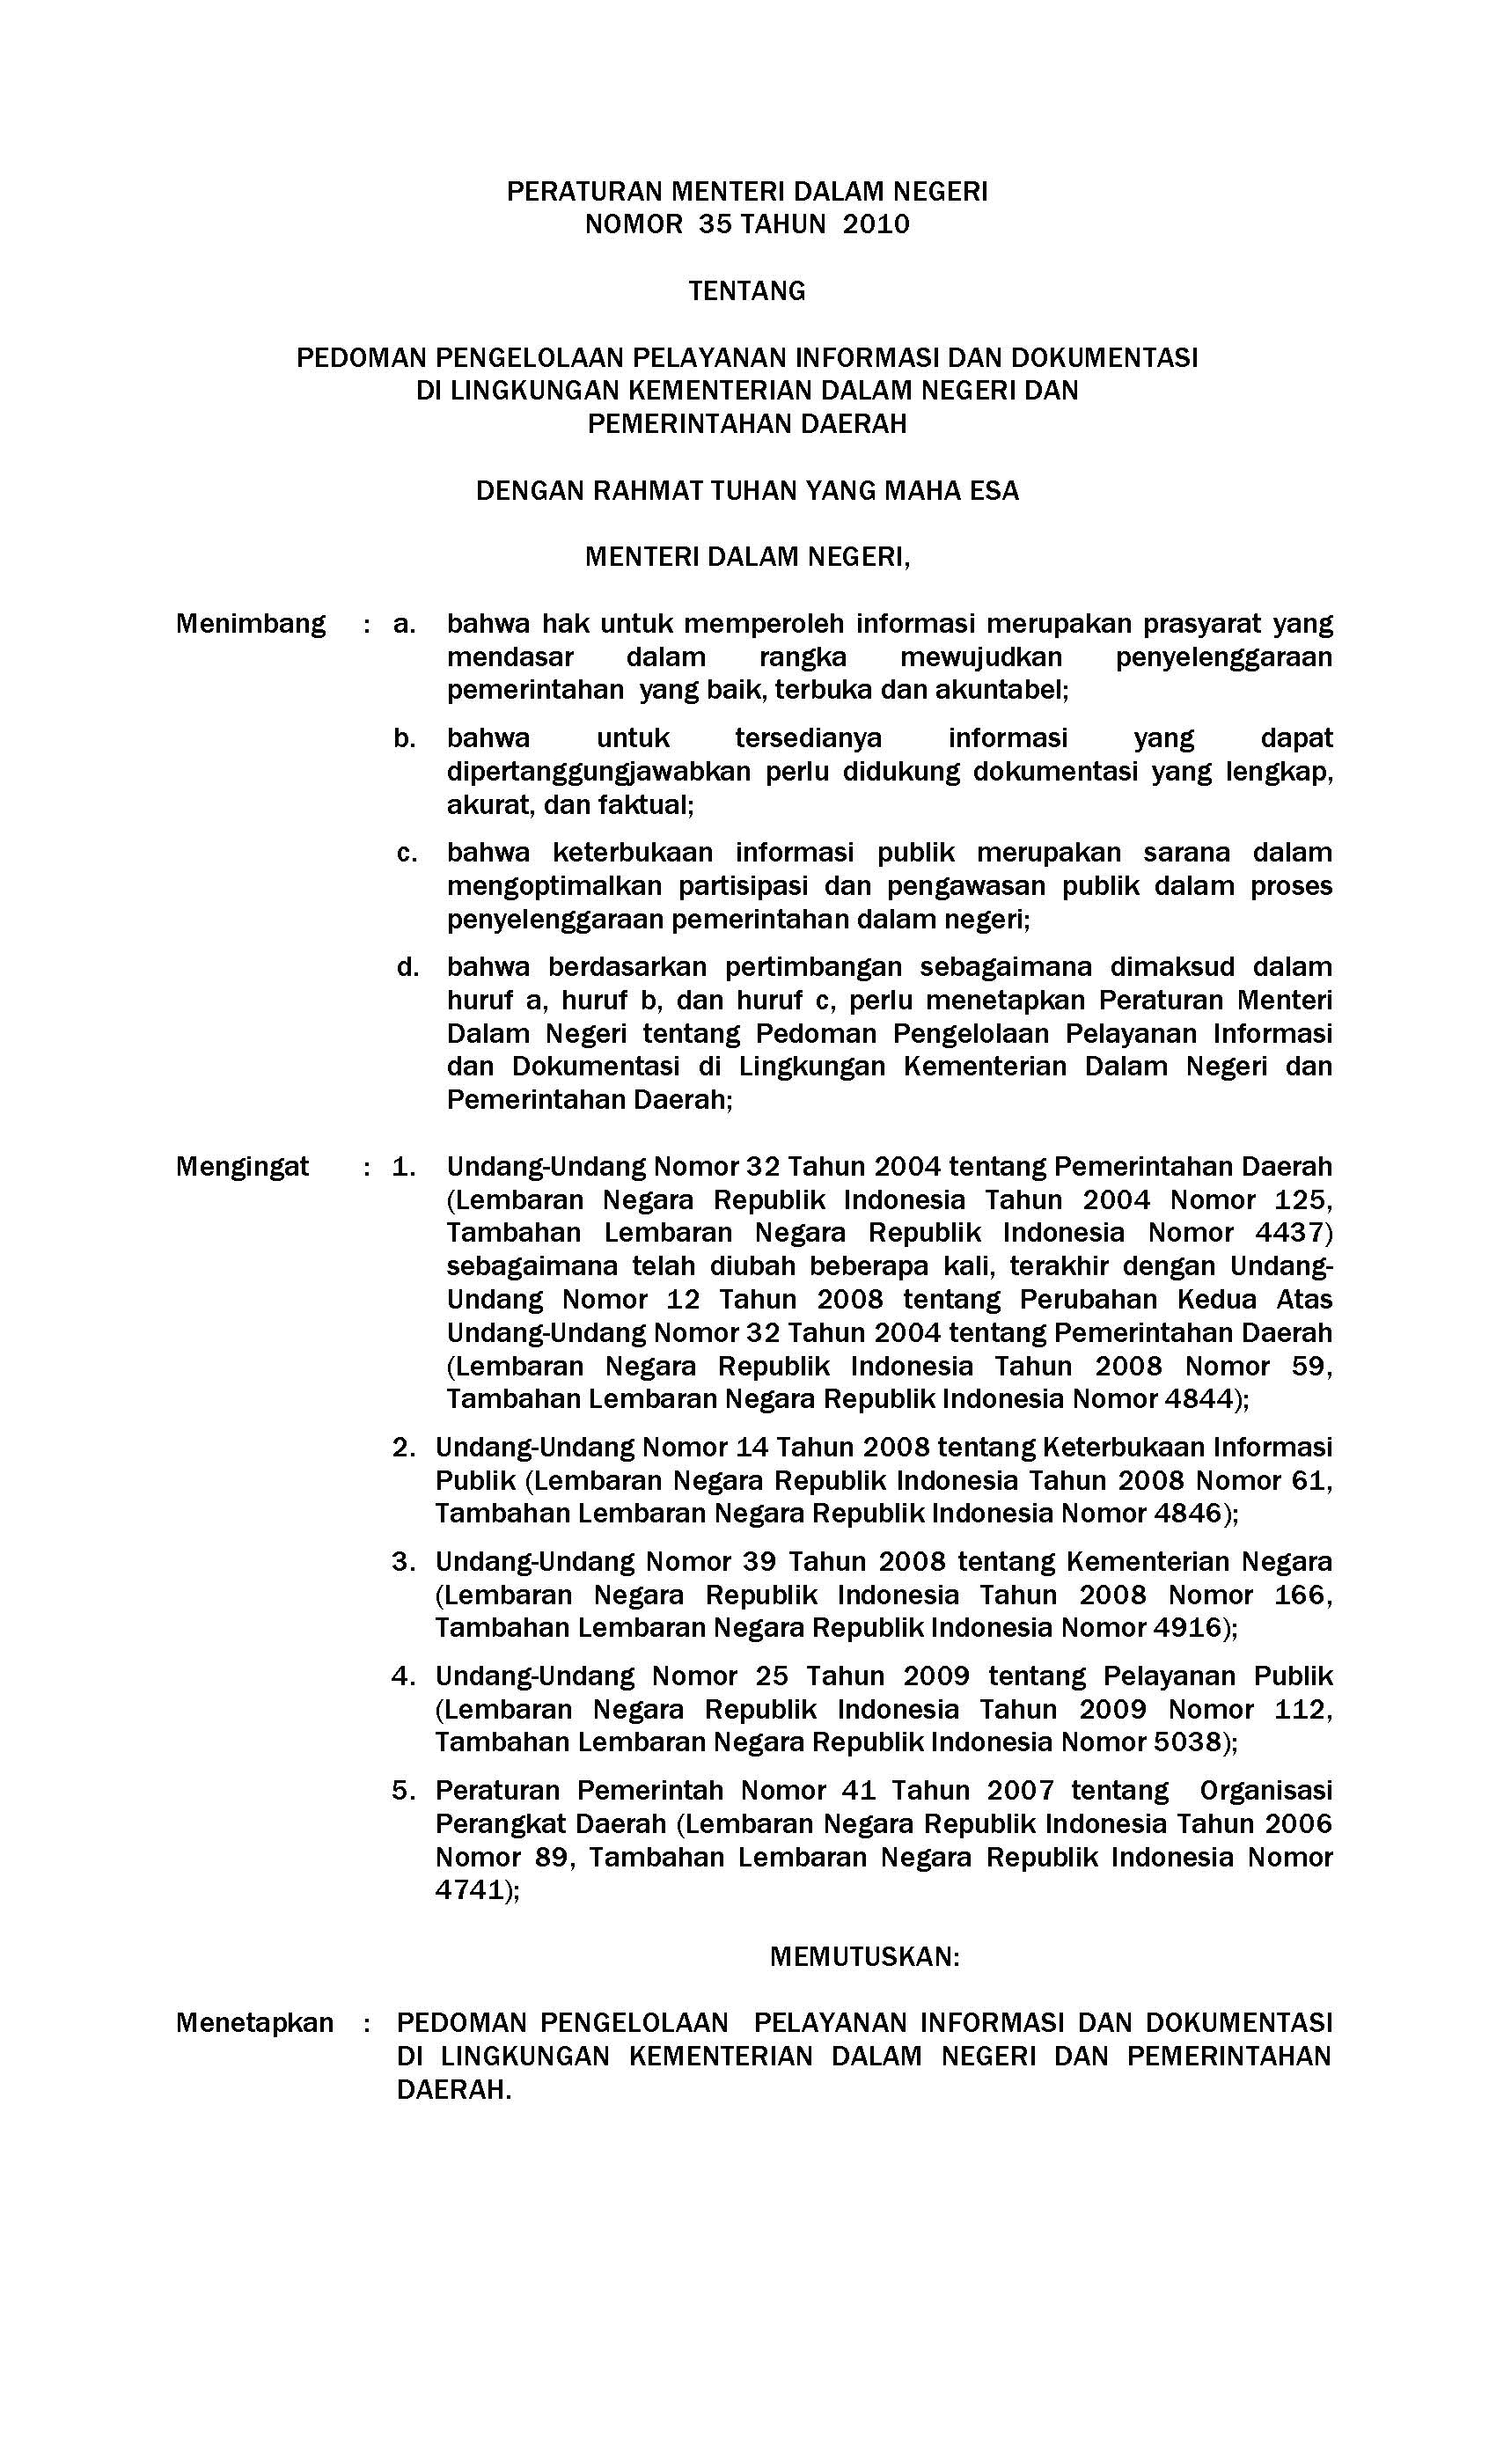 PERATURAN MENTERI DALAM NEGERI
NOMOR 35 TAHUN 2010
TENTANG
PEDOMAN PENGELOLAAN PELAYANAN INFORMASI DAN DOKUMENTASI
DI LINGKUNGAN KEMENTERIAN DALAM NEGERI DAN
PEMERINTAHAN DAERAH
DENGAN RAHMAT TUHAN YANG MAHA ESA
MENTERI DALAM NEGERI,
Menimbang : a. bahwa hak untuk memperoleh informasi merupakan prasyarat yang
mendasar dalam rangka mewujudkan penyelenggaraan
pemerintahan yang baik, terbuka dan akuntabel;
b. bahwa untuk tersedianya informasi yang dapat
dipertanggungjawabkan perlu didukung dokumentasi yang lengkap,
akurat, dan faktual;
c. bahwa keterbukaan informasi publik merupakan sarana dalam
mengoptimalkan partisipasi dan pengawasan publik dalam proses
penyelenggaraan pemerintahan dalam negeri;
d. bahwa berdasarkan pertimbangan sebagaimana dimaksud dalam
huruf a, huruf b, dan huruf c, perlu menetapkan Peraturan Menteri
Dalam Negeri tentang Pedoman Pengelolaan Pelayanan Informasi
dan Dokumentasi di Lingkungan Kementerian Dalam Negeri dan
Pemerintahan Daerah;
Mengingat : 1. Undang-Undang Nomor 32 Tahun 2004 tentang Pemerintahan Daerah
(Lembaran Negara Republik Indonesia Tahun 2004 Nomor 125,
Tambahan Lembaran Negara Republik Indonesia Nomor 4437)
sebagaimana telah diubah beberapa kali, terakhir dengan Undang-
Undang Nomor 12 Tahun 2008 tentang Perubahan Kedua Atas
Undang-Undang Nomor 32 Tahun 2004 tentang Pemerintahan Daerah
(Lembaran Negara Republik Indonesia Tahun 2008 Nomor 59,
Tambahan Lembaran Negara Republik Indonesia Nomor 4844);
2. Undang-Undang Nomor 14 Tahun 2008 tentang Keterbukaan Informasi
Publik (Lembaran Negara Republik Indonesia Tahun 2008 Nomor 61,
Tambahan Lembaran Negara Republik Indonesia Nomor 4846);
3. Undang-Undang Nomor 39 Tahun 2008 tentang Kementerian Negara
(Lembaran Negara Republik Indonesia Tahun 2008 Nomor 166,
Tambahan Lembaran Negara Republik Indonesia Nomor 4916);
4. Undang-Undang Nomor 25 Tahun 2009 tentang Pelayanan Publik
(Lembaran Negara Republik Indonesia Tahun 2009 Nomor 112,
Tambahan Lembaran Negara Republik Indonesia Nomor 5038);
5. Peraturan Pemerintah Nomor 41 Tahun 2007 tentang Organisasi
Perangkat Daerah (Lembaran Negara Republik Indonesia Tahun 2006
Nomor 89, Tambahan Lembaran Negara Republik Indonesia Nomor
4741);
MEMUTUSKAN:
Menetapkan : PEDOMAN PENGELOLAAN PELAYANAN INFORMASI DAN DOKUMENTASI
DI LINGKUNGAN KEMENTERIAN DALAM NEGERI DAN PEMERINTAHAN
DAERAH.